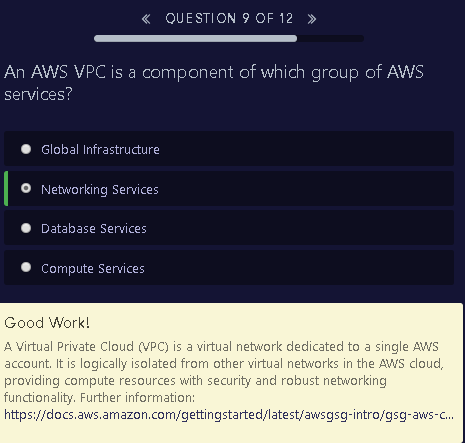 « QUESTION 9 OF 12 »
An AWS VPC is a component of which group of AWS
services?
Global Infrastructure
Networking Services
Database Services
Compute Services
Good Work!
A Virtual Private Cloud (VPC) is a virtual network dedicated to a single AWS
account. It is logically isolated from other virtual networks in the AWS cloud,
providing compute resources with security and robust networking
functionality. Further information:
https://docs.aws.amazon.com/gettingstarted/latest/awsgsg-intro/gsg-aws-c...